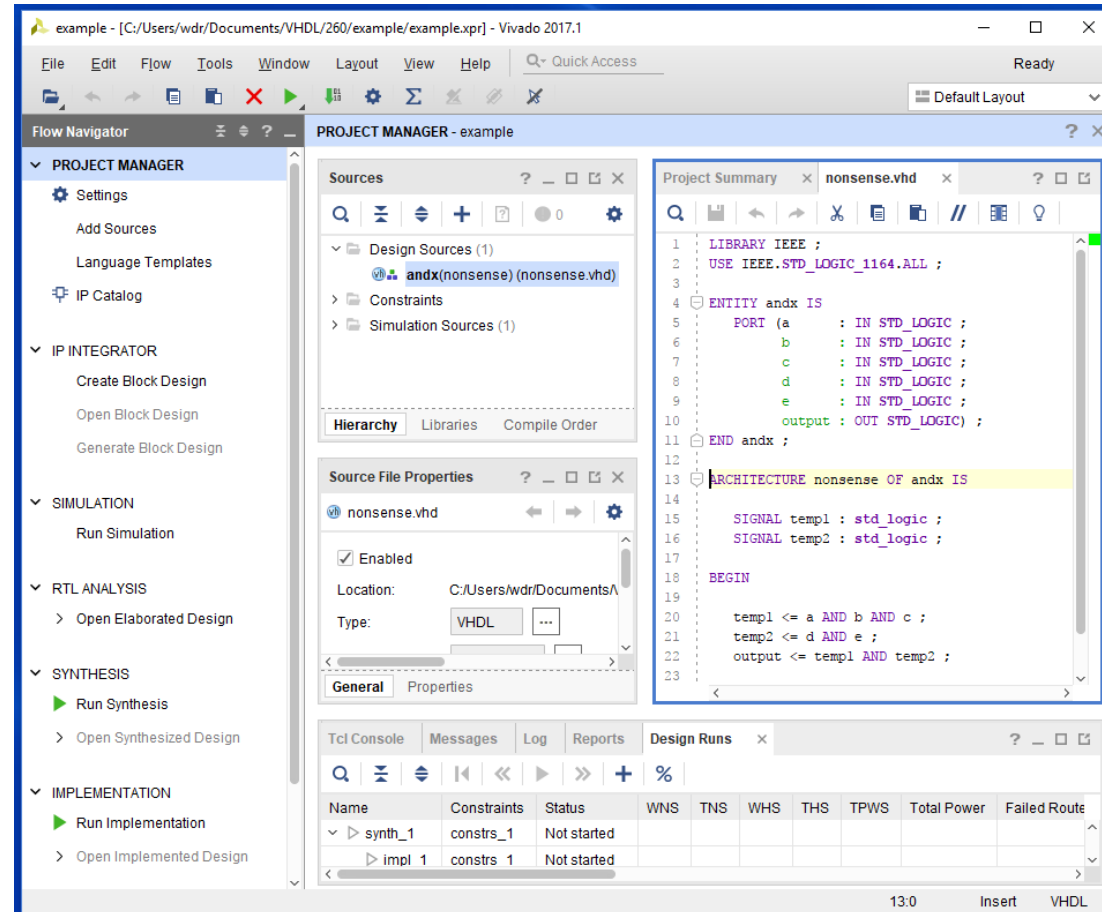 example - [C:/Users/wdr/Documents/VHDL/260/example/example.xpr] - Vivado 2017.1
File Edit Flow Tools Window Layout View Help Quick Access Ready
Default Layout
Flow Navigator
PROJECT MANAGER
Settings
Add Sources
Language Templates
IP Catalog
IP INTEGRATOR
Create Block Design
Open Block Design
Generate Block Design
SIMULATION
Run Simulation
RTL ANALYSIS
Open Elaborated Design
SYNTHESIS
Run Synthesis
Open Synthesized Design
IMPLEMENTATION
Run Implementation
Open Implemented Design
PROJECT MANAGER - example
Sources
0
Design Sources (1)
andx(nonsense) (nonsense.vhd)
Constraints
Simulation Sources (1)
Hierarchy Libraries Compile Order
Source File Properties
nonsense.vhd
Enabled
Location: C:/Users/wdr/Documents/V
Type: VHDL ...
General Properties
Project Summary nonsense.vhd
1 LIBRARY IEEE ;
2 USE IEEE.STD_LOGIC_1164.ALL ;
3
4 ENTITY andx IS
5 PORT (a : IN STD_LOGIC ;
6 b : IN STD_LOGIC ;
7 c : IN STD_LOGIC ;
8 d : IN STD_LOGIC ;
9 e : IN STD_LOGIC ;
10 output : OUT STD_LOGIC) ;
11 END andx ;
12
13 ARCHITECTURE nonsense OF andx IS
14
15 SIGNAL temp1 : std_logic ;
16 SIGNAL temp2 : std_logic ;
17
18 BEGIN
19
20 temp1 <= a AND b AND c ;
21 temp2 <= d AND e ;
22 output <= temp1 AND temp2 ;
23
Tcl Console Messages Log Reports Design Runs
Name Constraints Status WNS TNS WHS THS TPWS Total Power Failed Route
synth_1 constrs_1 Not started
impl_1 constrs_1 Not started
13:0 Insert VHDL